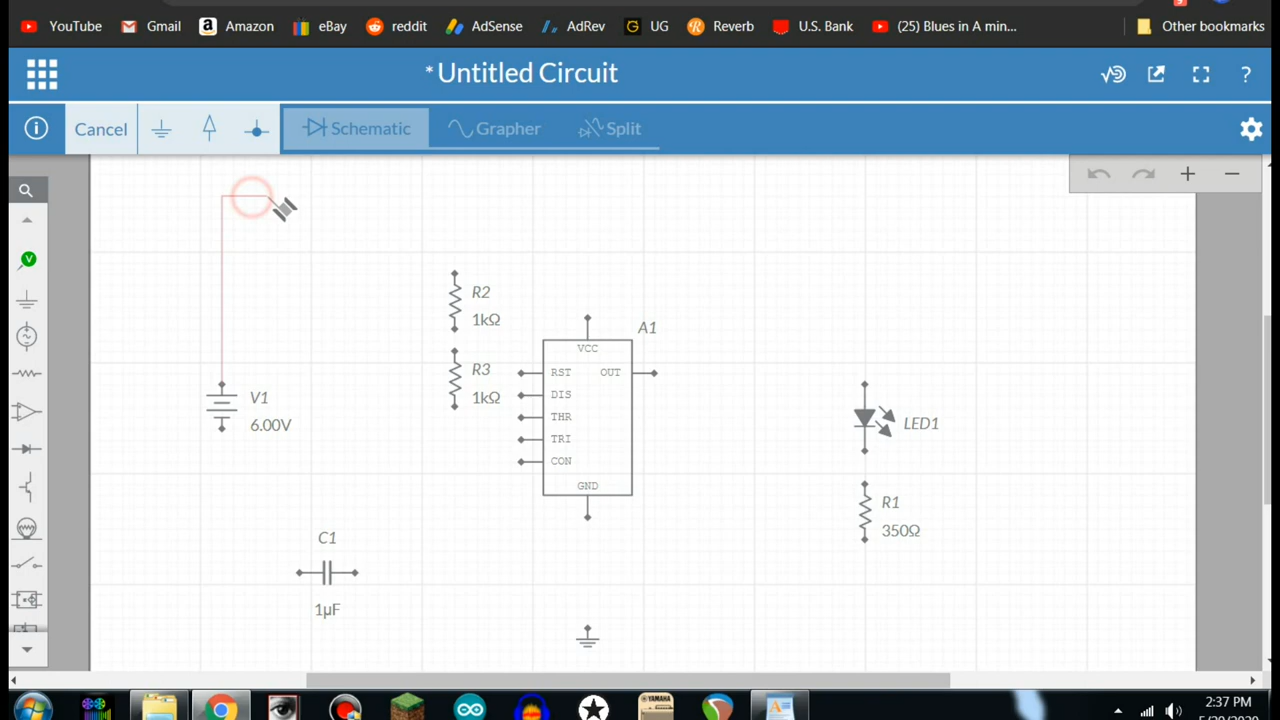 YouTube Gmail Amazon eBay reddit AdSense AdRev UG Reverb U.S. Bank (25) Blues in A min... Other bookmarks
* Untitled Circuit ?
Cancel Schematic Grapher Split
V
R2
1kΩ
A1
VCC
R3
1kΩ
RST OUT
DIS
THR
TRI
CON
GND
V1
6.00V
LED1
R1
350Ω
C1
1µF
2:37 PM